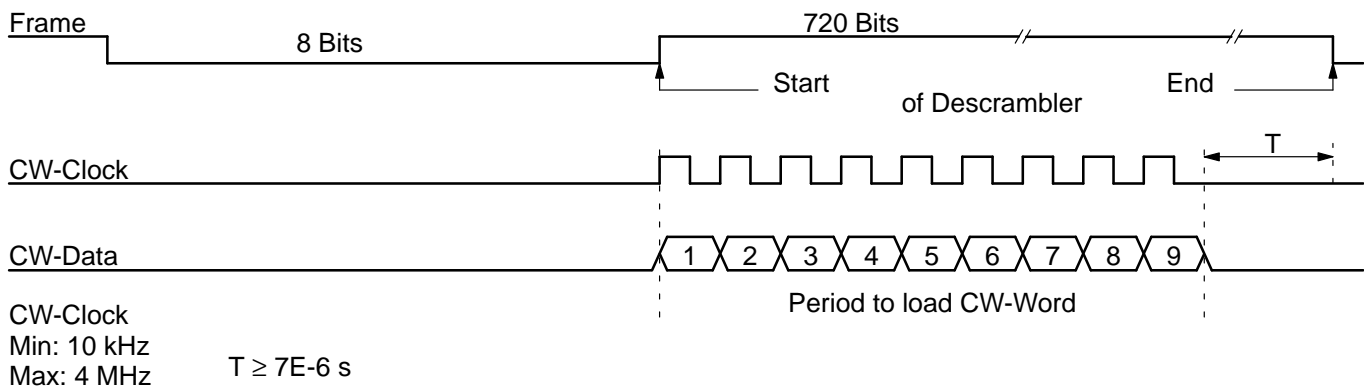 Frame
8 Bits
720 Bits
Start
End
of Descrambler
T
CW-Clock
CW-Data
1 2 3 4 5 6 7 8 9
Period to load CW-Word
CW-Clock
Min: 10 kHz
Max: 4 MHz
T ≥ 7E-6 s